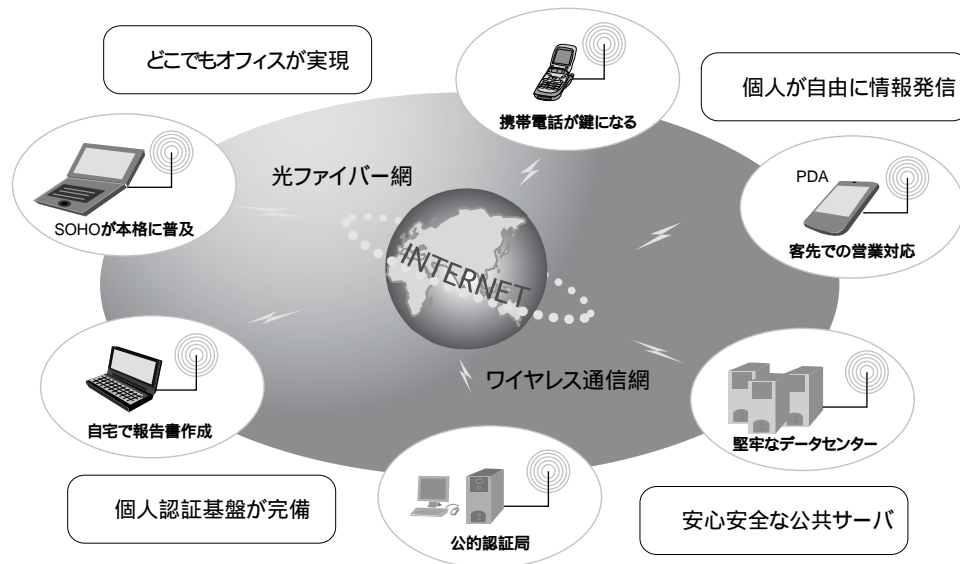 どこでもオフィスが実現
携帯電話が鍵になる
個人が自由に情報発信
光ファイバー網
PDA
SOHOが本格に普及
客先での営業対応
INTERNET
ワイヤレス通信網
自宅で報告書作成
堅牢なデータセンター
個人認証基盤が完備
公的認証局
安心安全な公共サーバ